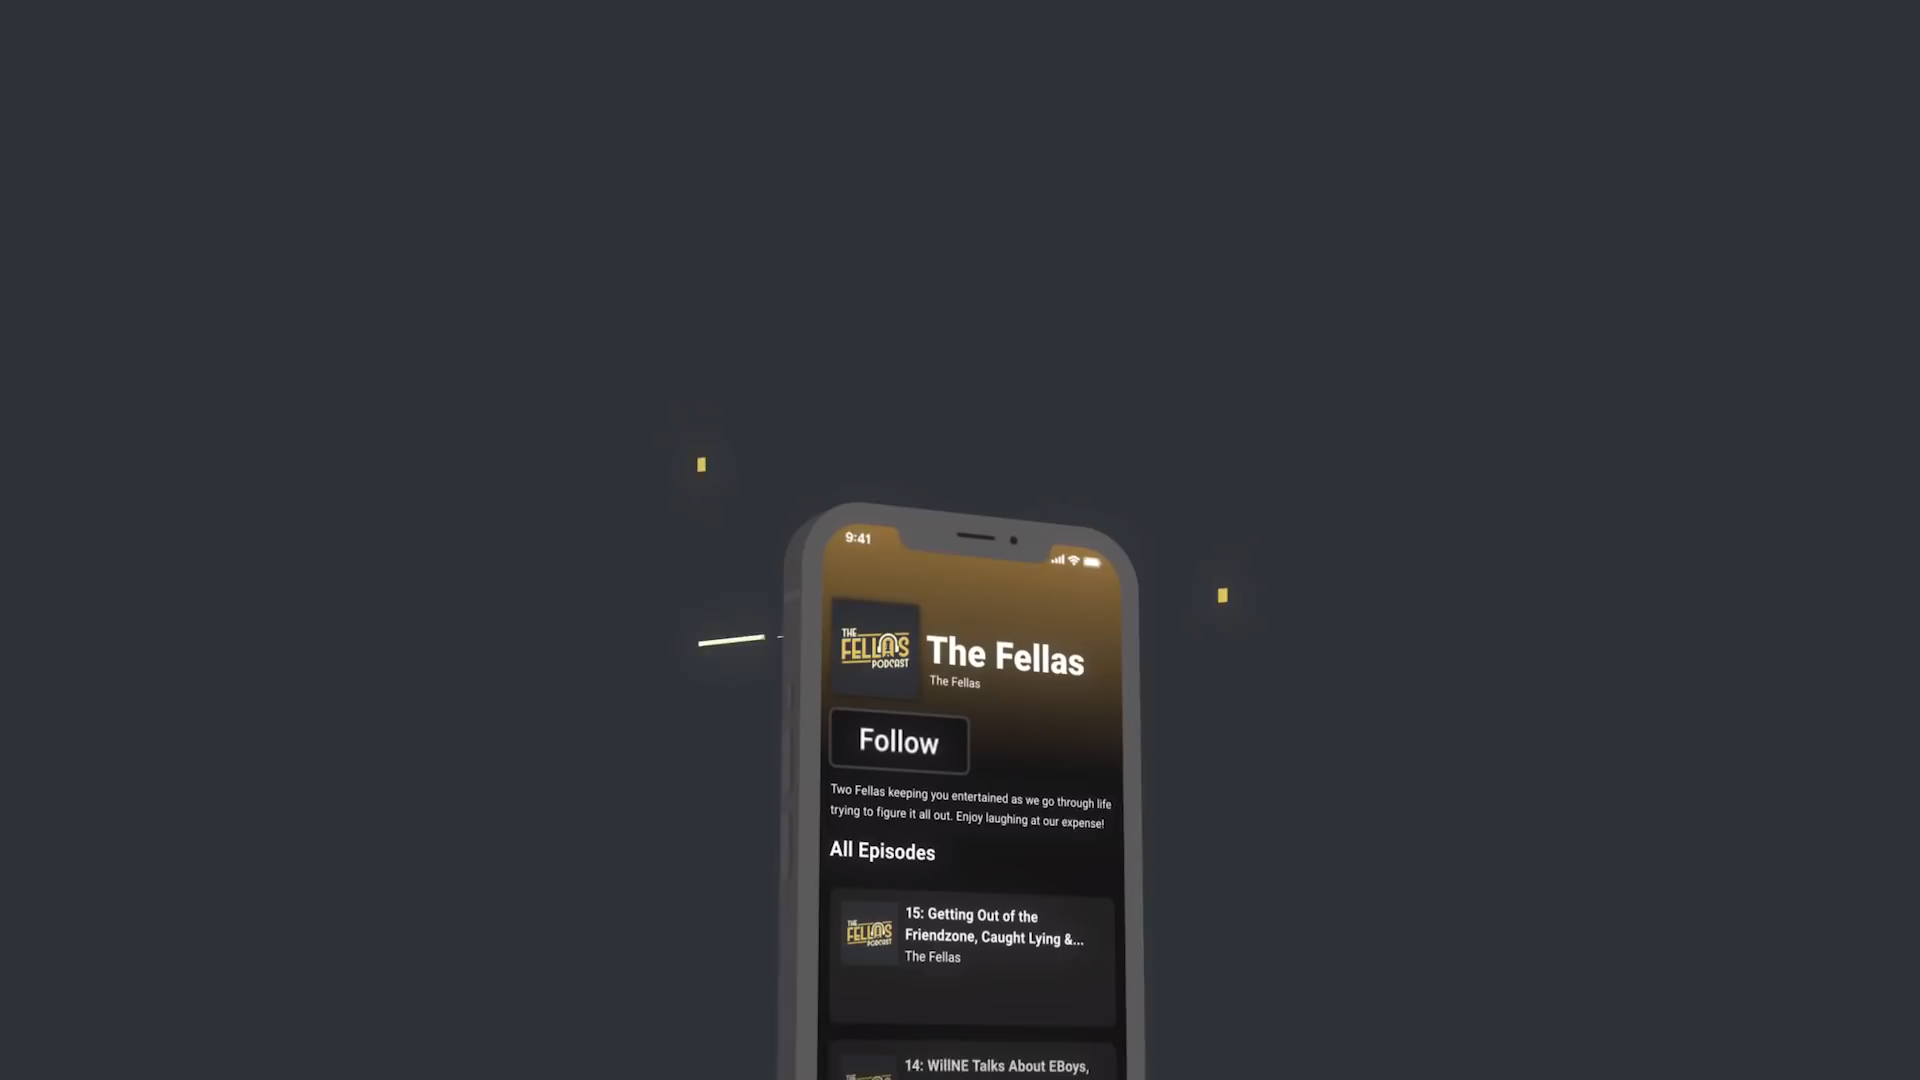 9:41
THE
FELLAS
PODCAST
The Fellas
The Fellas
Follow
Two Fellas keeping you entertained as we go through life
trying to figure it all out. Enjoy laughing at our expense!
All Episodes
THE
FELLAS
PODCAST
15: Getting Out of the
Friendzone, Caught Lying &...
The Fellas
14: WillNE Talks About EBoys,